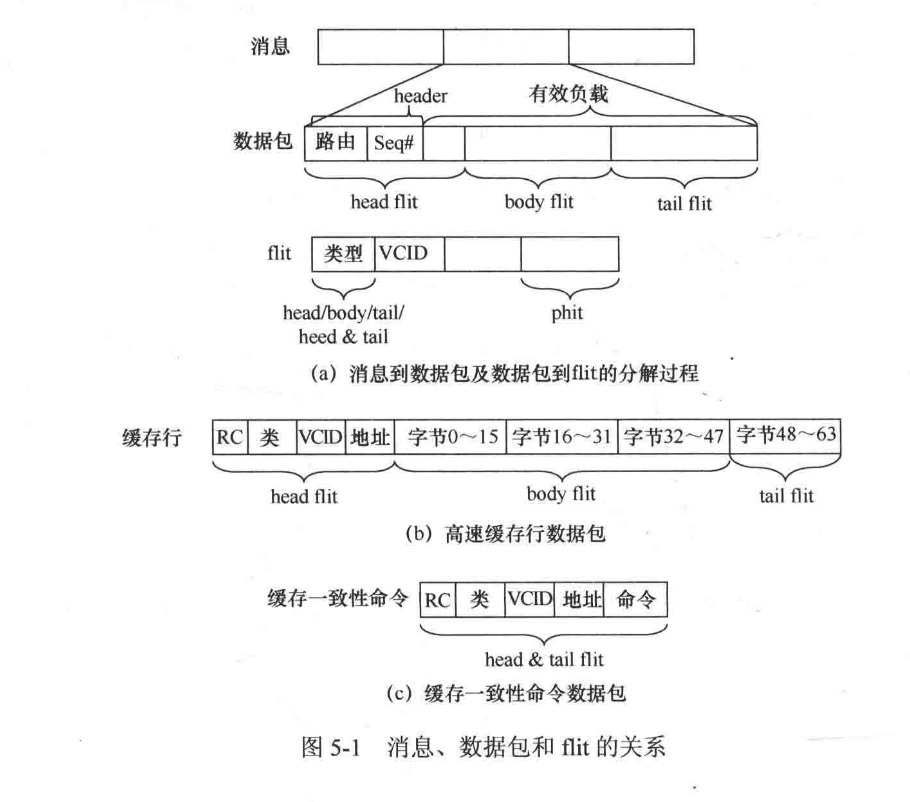 消息
header 有效负载
数据包 路由 Seq#
head flit body flit tail flit
flit 类型 VCID
head/body/tail/ phit
heed & tail
(a) 消息到数据包及数据包到flit的分解过程
缓存行 RC 类 VCID 地址 字节0～15 字节16～31 字节32～47 字节48～63
head flit body flit tail flit
(b) 高速缓存行数据包
缓存一致性命令 RC 类 VCID 地址 命令
head & tail flit
(c) 缓存一致性命令数据包
图 5-1 消息、数据包和 flit 的关系